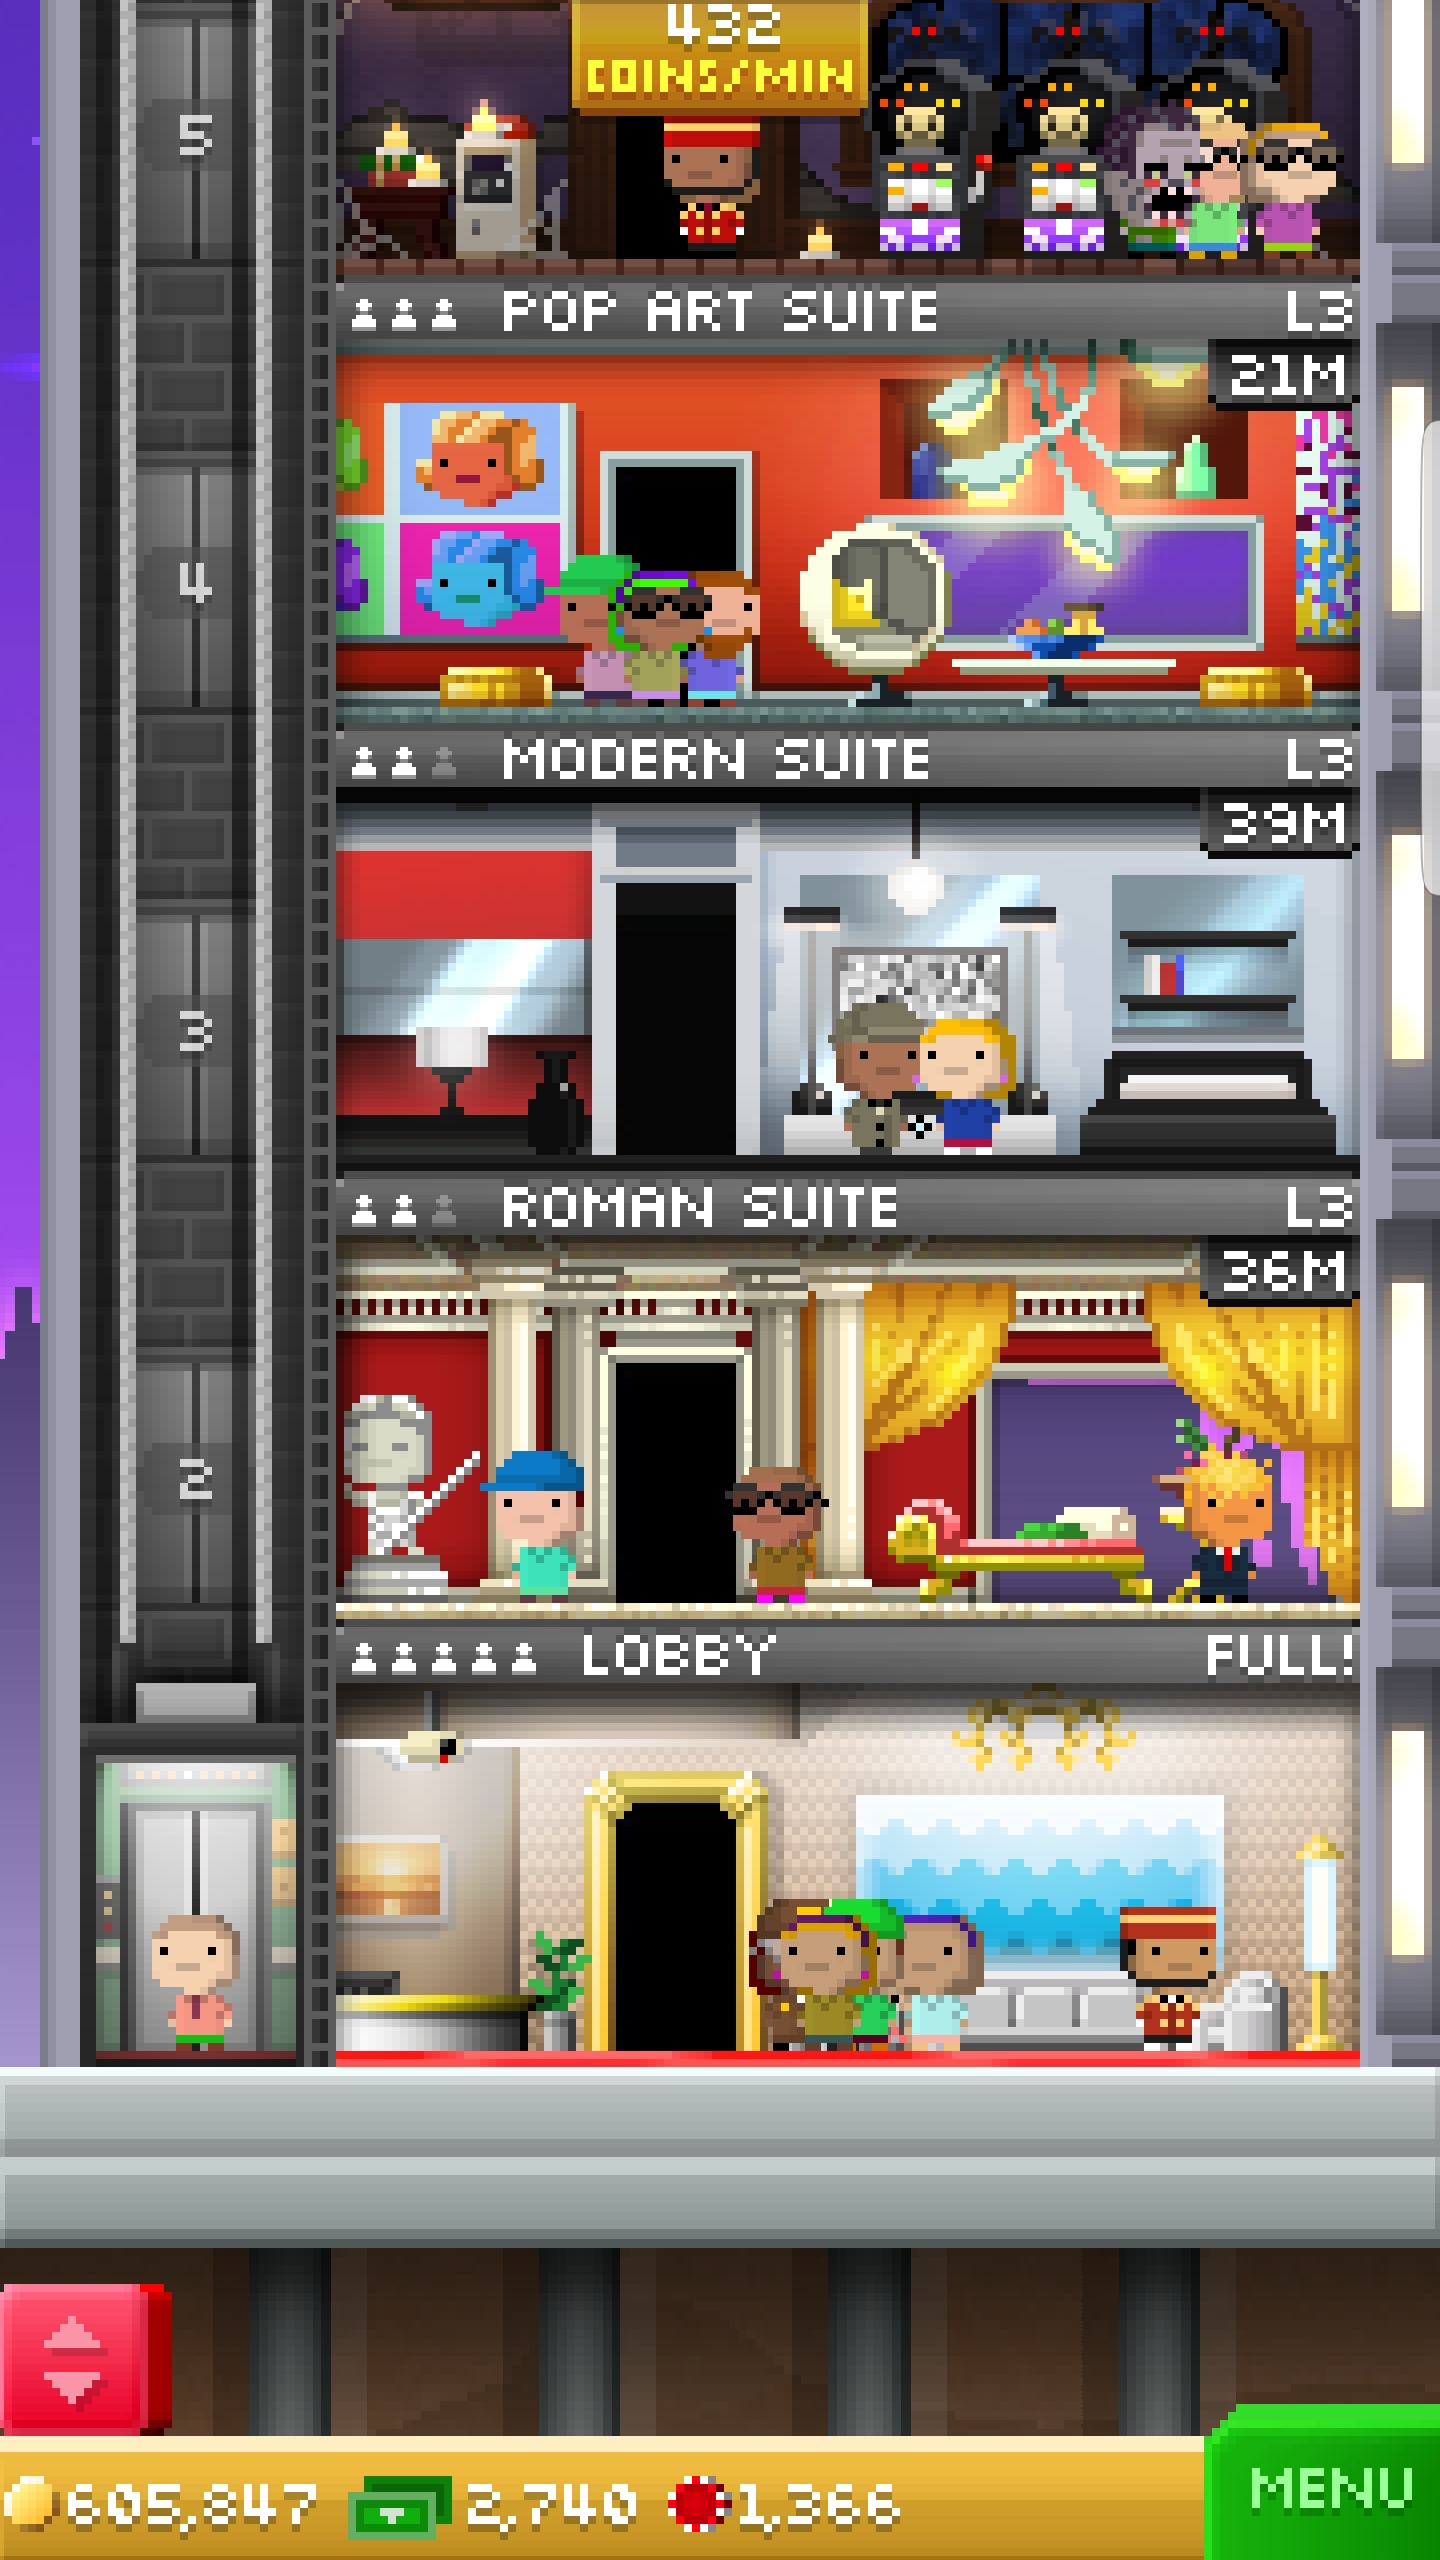 432
COINS/MIN
5
POP ART SUITE L3
21M
4
MODERN SUITE L3
39M
3
ROMAN SUITE L3
36M
2
LOBBY FULL!
605,847 2,740 1,366
MENU